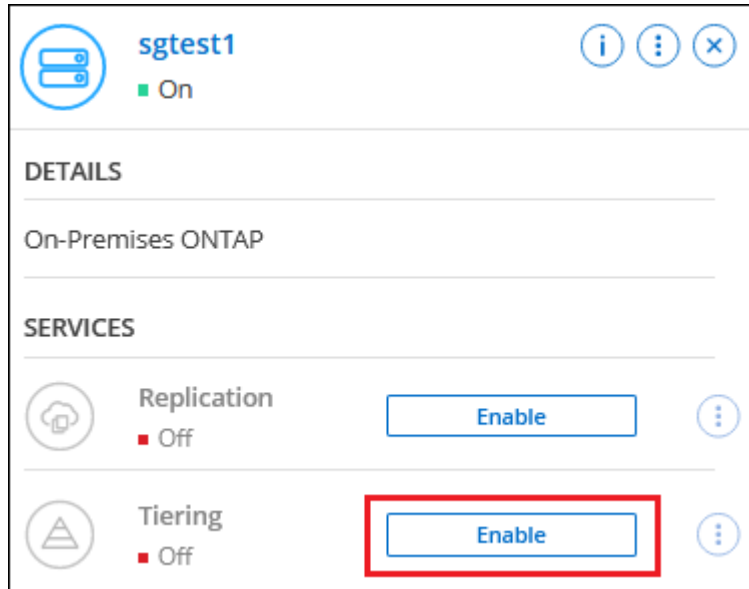 sgtest1
On
DETAILS
On-Premises ONTAP
SERVICES
Replication
Enable
Off
Tiering
Enable
Off